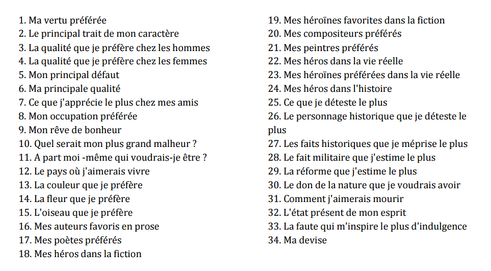 1. Ma vertu préférée
2. Le principal trait de mon caractère
3. La qualité que je préfère chez les hommes
4. La qualité que je préfère chez les femmes
5. Mon principal défaut
6. Ma principale qualité
7. Ce que j'apprécie le plus chez mes amis
8. Mon occupation préférée
9. Mon rêve de bonheur
10. Quel serait mon plus grand malheur ?
11. A part moi -même qui voudrais-je être ?
12. Le pays où j'aimerais vivre
13. La couleur que je préfère
14. La fleur que je préfère
15. L'oiseau que je préfère
16. Mes auteurs favoris en prose
17. Mes poètes préférés
18. Mes héros dans la fiction
19. Mes héroïnes favorites dans la fiction
20. Mes compositeurs préférés
21. Mes peintres préférés
22. Mes héros dans la vie réelle
23. Mes héroïnes préférées dans la vie réelle
24. Mes héros dans l'histoire
25. Ce que je déteste le plus
26. Le personnage historique que je déteste le
plus
27. Les faits historiques que je méprise le plus
28. Le fait militaire que j'estime le plus
29. La réforme que j'estime le plus
30. Le don de la nature que je voudrais avoir
31. Comment j'aimerais mourir
32. L'état présent de mon esprit
33. La faute qui m'inspire le plus d'indulgence
34. Ma devise